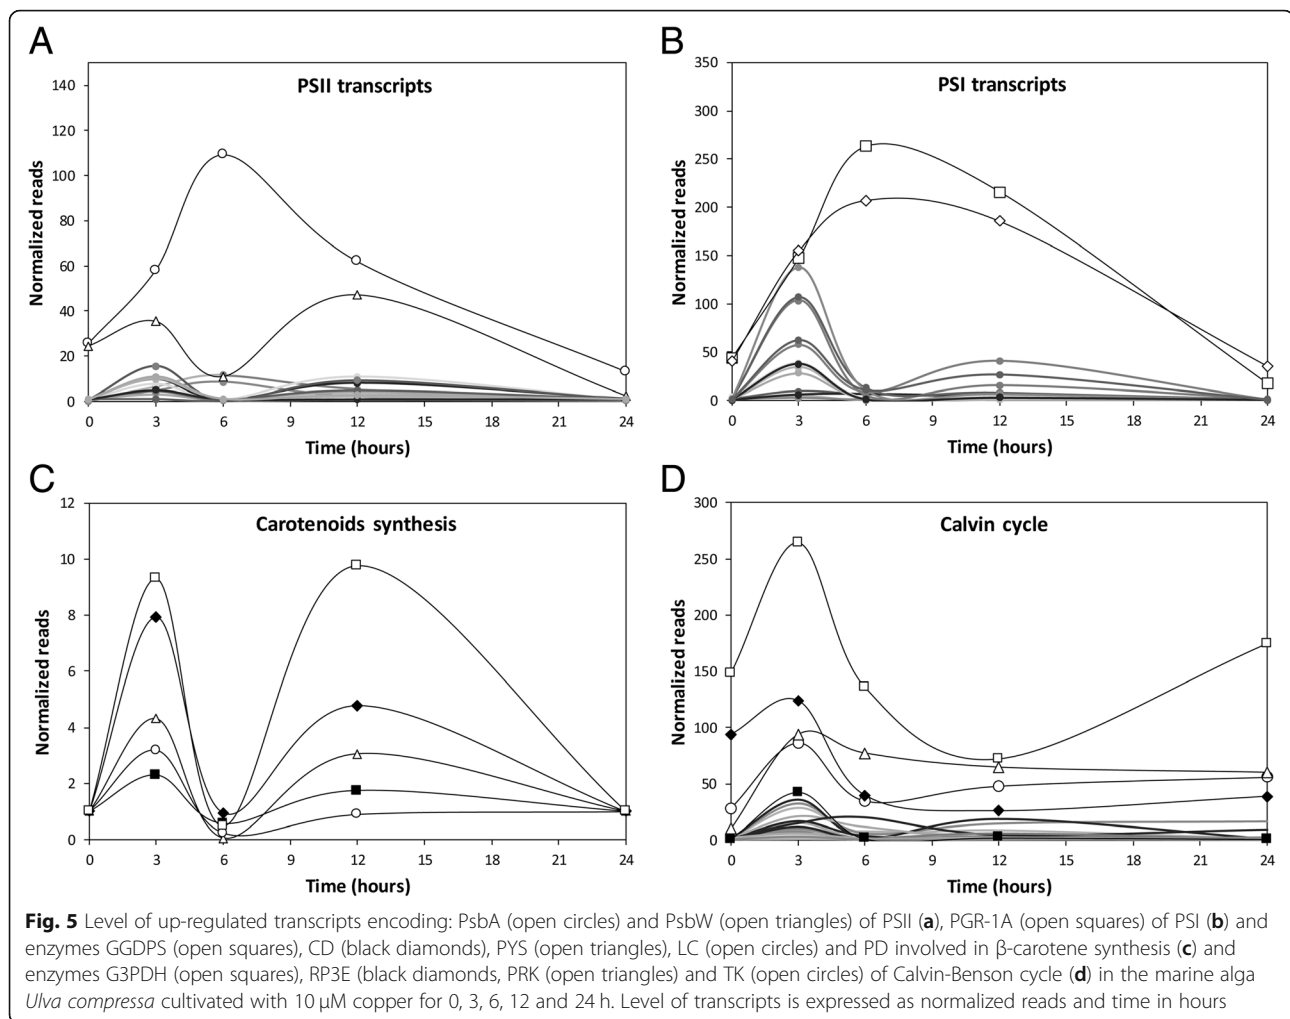 A
PSII transcripts
Normalized reads
140
120
100
80
60
40
20
0
0 3 6 9 12 15 18 21 24
Time (hours)
B
PSI transcripts
Normalized reads
350
300
250
200
150
100
50
0
0 3 6 9 12 15 18 21 24
Time (hours)
C
Carotenoids synthesis
Normalized reads
12
10
8
6
4
2
0
0 3 6 9 12 15 18 21 24
Time (hours)
D
Calvin cycle
Normalized reads
300
250
200
150
100
50
0
0 3 6 9 12 15 18 21 24
Time (hours)
Fig. 5 Level of up-regulated transcripts encoding: PsbA (open circles) and PsbW (open triangles) of PSII (a), PGR-1A (open squares) of PSI (b) and
enzymes GGDPS (open squares), CD (black diamonds), PYS (open triangles), LC (open circles) and PD involved in β-carotene synthesis (c) and
enzymes G3PDH (open squares), RP3E (black diamonds, PRK (open triangles) and TK (open circles) of Calvin-Benson cycle (d) in the marine alga
Ulva compressa cultivated with 10 μM copper for 0, 3, 6, 12 and 24 h. Level of transcripts is expressed as normalized reads and time in hours